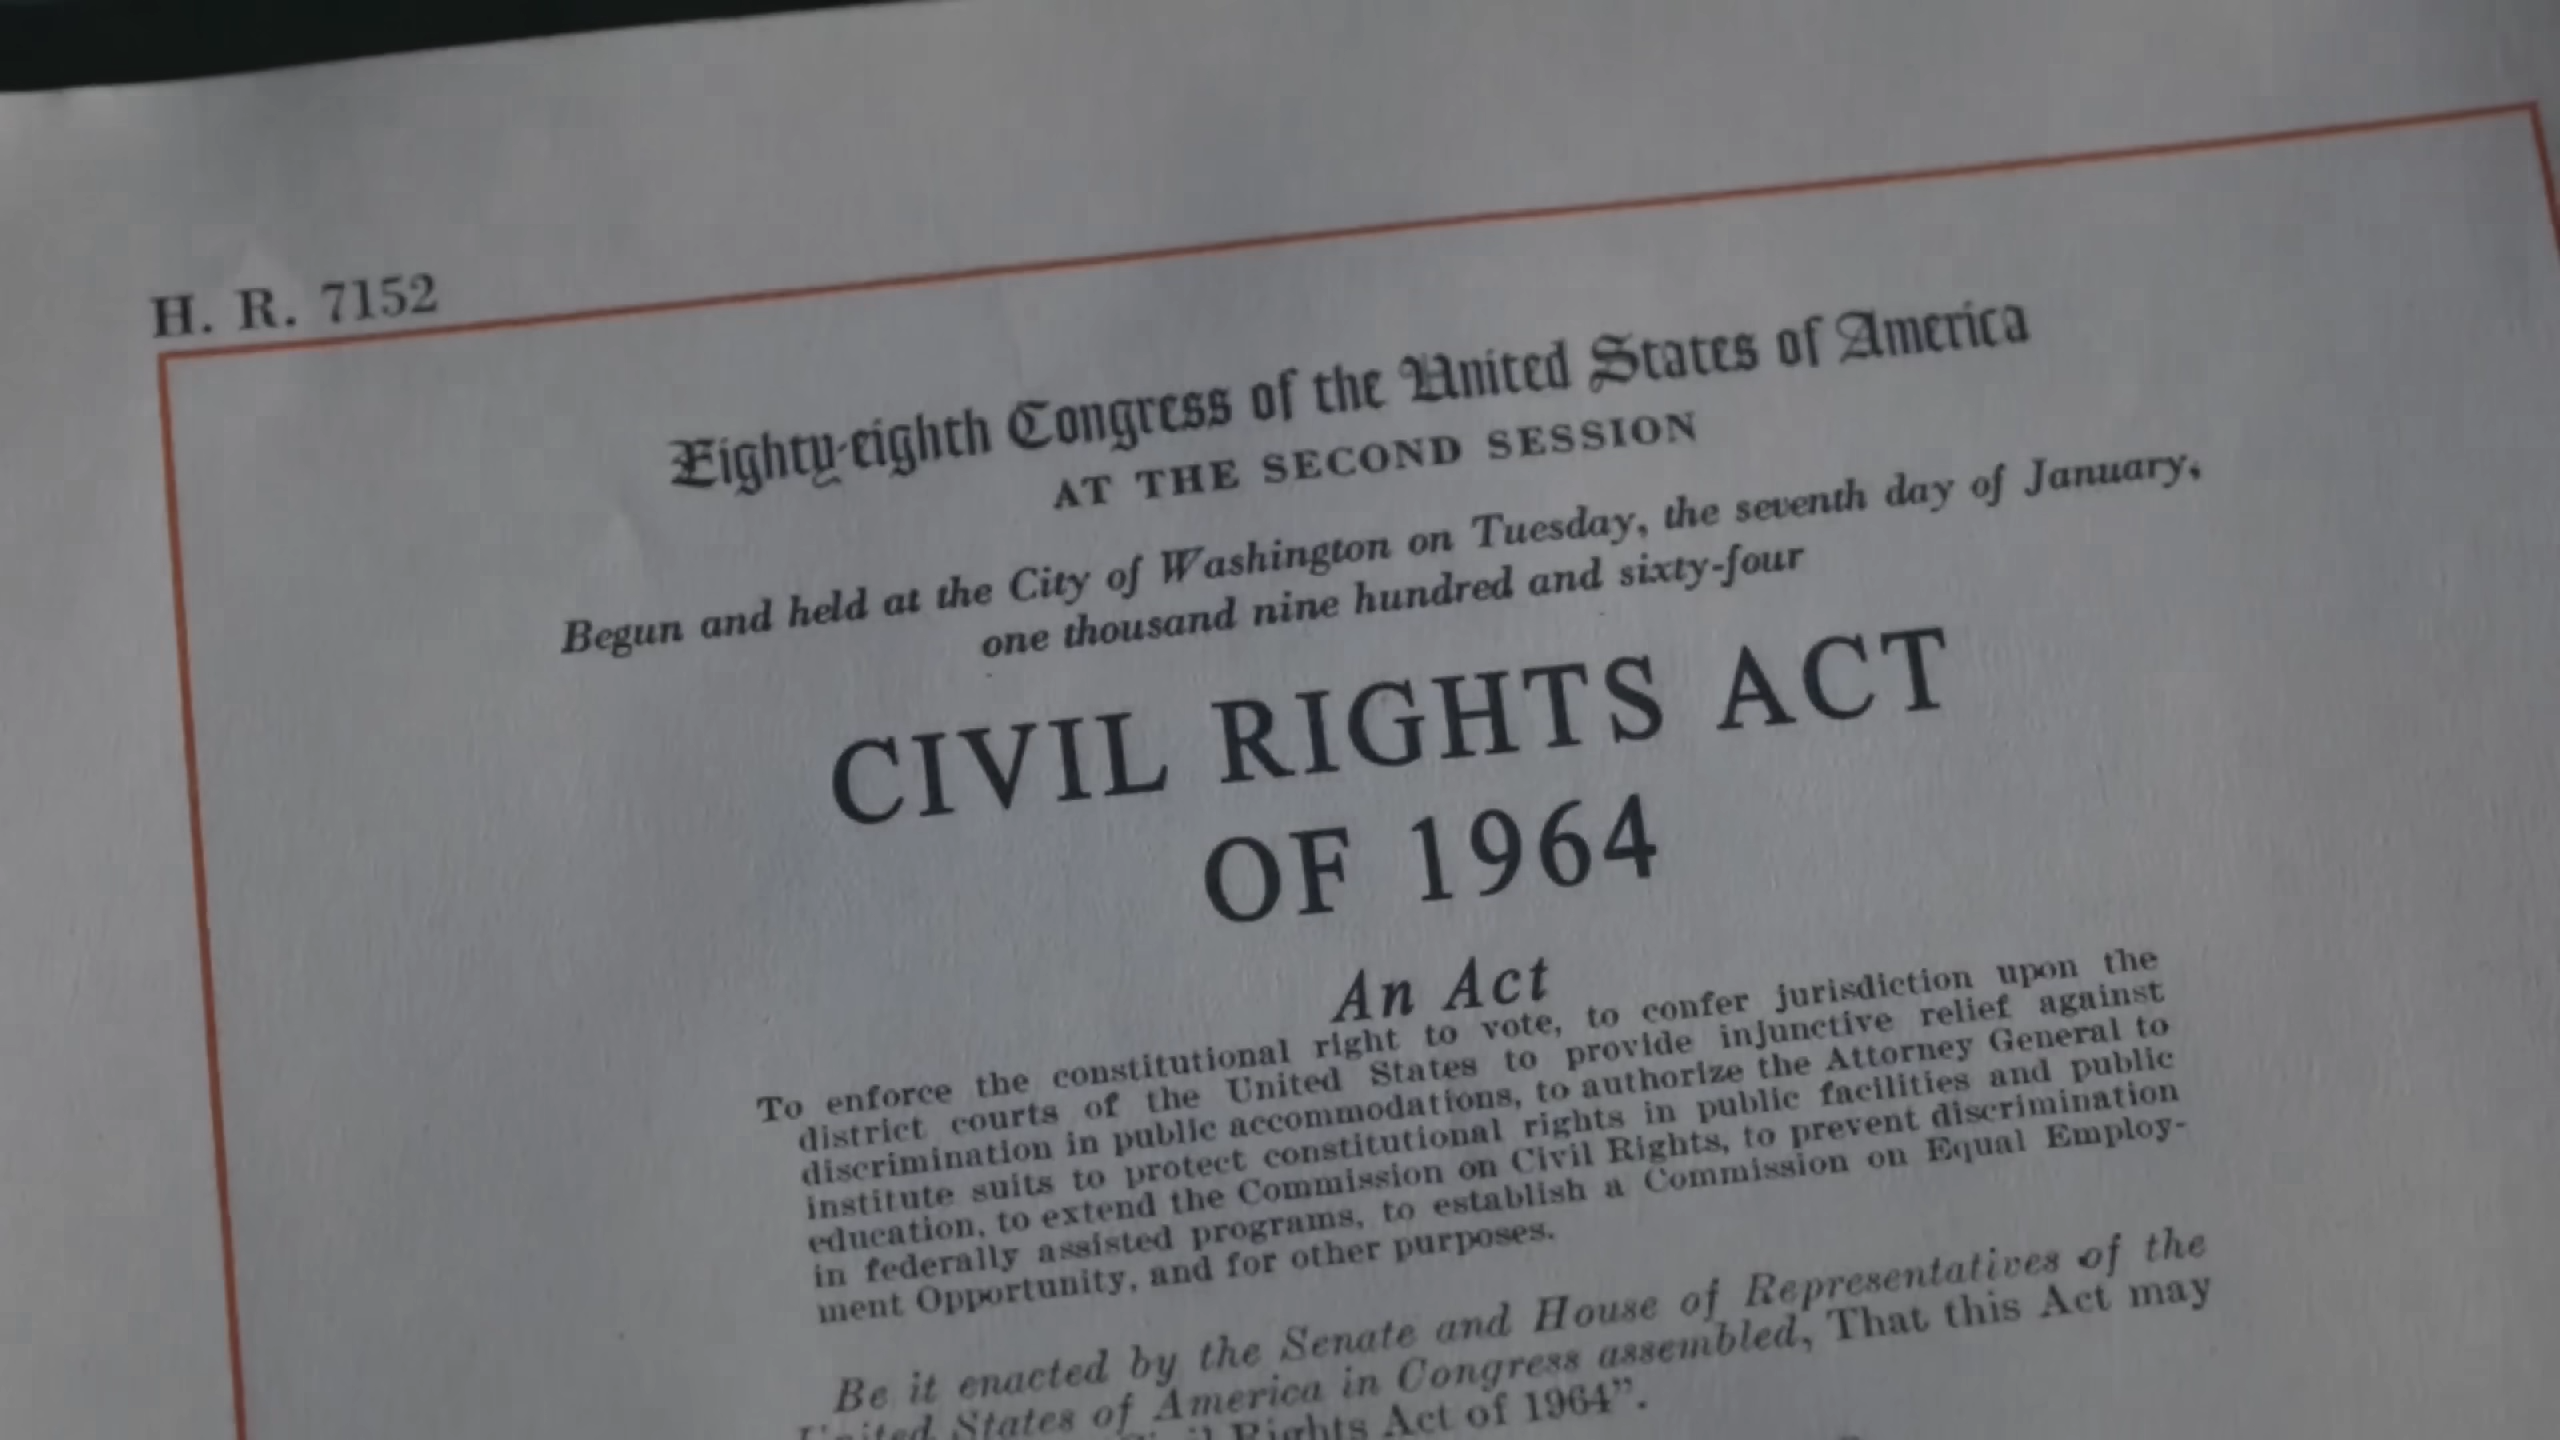 H. R. 7152
Eighty-eighth Congress of the United States of America
AT THE SECOND SESSION
Begun and held at the City of Washington on Tuesday, the seventh day of January,
one thousand nine hundred and sixty-four
CIVIL RIGHTS ACT
OF 1964
An Act
To enforce the constitutional right to vote, to confer jurisdiction upon the
district courts of the United States to provide injunctive relief against
discrimination in public accommodations, to authorize the Attorney General to
institute suits to protect constitutional rights in public facilities and public
education, to extend the Commission on Civil Rights, to prevent discrimination
in federally assisted programs, to establish a Commission on Equal Employ-
ment Opportunity, and for other purposes.
Be it enacted by the Senate and House of Representatives of the
United States of America in Congress assembled, That this Act may
Rights Act of 1964".